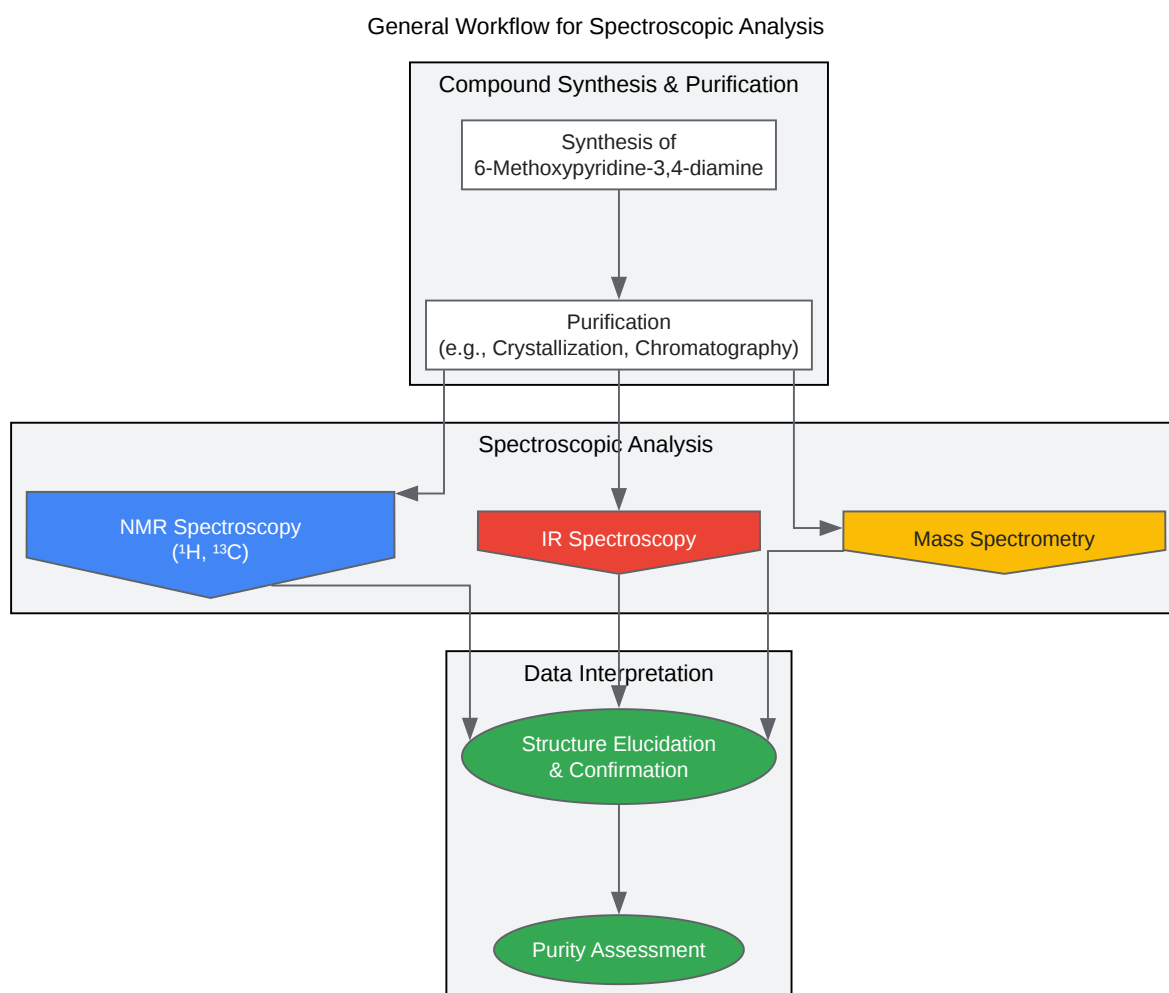 General Workflow for Spectroscopic Analysis
Compound Synthesis & Purification
Synthesis of
6-Methoxypyridine-3,4-diamine
Purification
(e.g., Crystallization, Chromatography)
Spectroscopic Analysis
NMR Spectroscopy
(¹H, ¹³C)
IR Spectroscopy
Mass Spectrometry
Data Interpretation
Structure Elucidation
& Confirmation
Purity Assessment